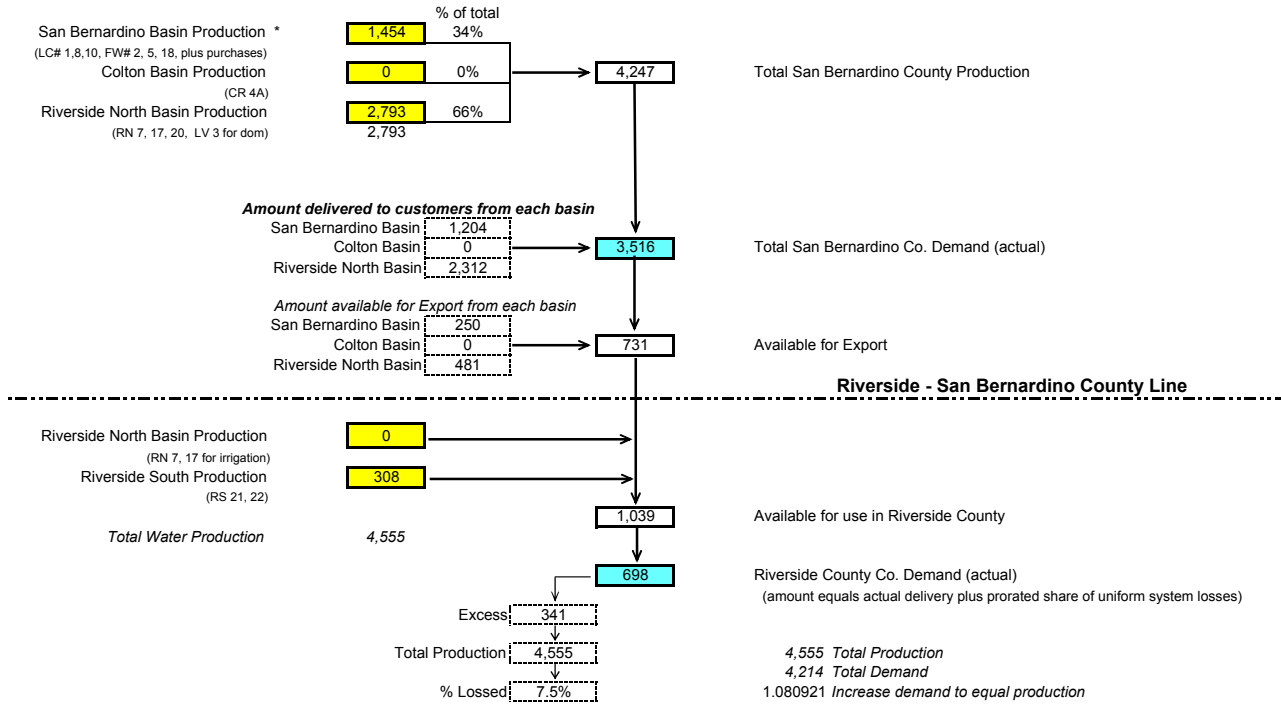 % of total
San Bernardino Basin Production * 1,454 34%
(LC# 1,8,10, FW# 2, 5, 18, plus purchases)
Colton Basin Production 0 0% 4,247 Total San Bernardino County Production
(CR 4A)
Riverside North Basin Production 2,793 66%
(RN 7, 17, 20, LV 3 for dom) 2,793
Amount delivered to customers from each basin
San Bernardino Basin 1,204
Colton Basin 0 3,516 Total San Bernardino Co. Demand (actual)
Riverside North Basin 2,312
Amount available for Export from each basin
San Bernardino Basin 250
Colton Basin 0 731 Available for Export
Riverside North Basin 481
Riverside - San Bernardino County Line
Riverside North Basin Production 0
(RN 7, 17 for irrigation)
Riverside South Production 308
(RS 21, 22)
1,039 Available for use in Riverside County
Total Water Production 4,555
698 Riverside County Co. Demand (actual)
(amount equals actual delivery plus prorated share of uniform system losses)
Excess 341
Total Production 4,555 4,555 Total Production
4,214 Total Demand
% Lossed 7.5% 1.080921 Increase demand to equal production